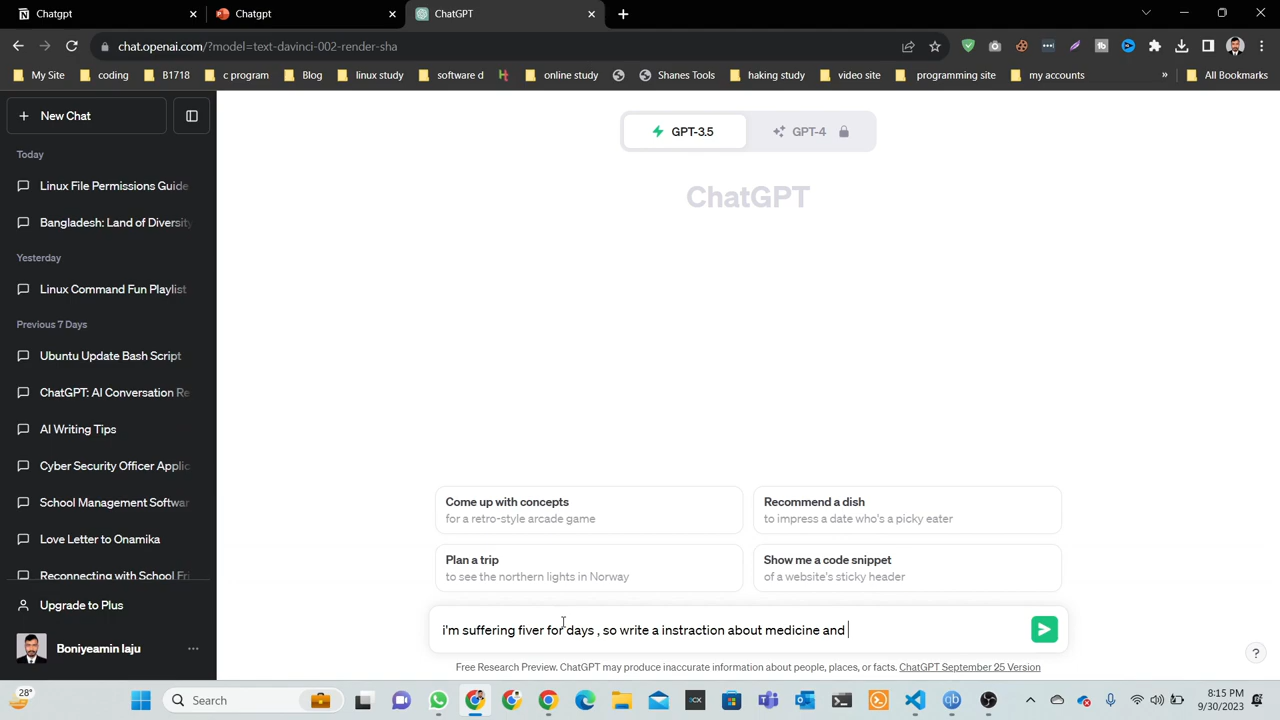 Chatgpt
Chatgpt
ChatGPT
chat.openai.com/?model=text-davinci-002-render-sha
My Site
coding
B1718
c program
Blog
linux study
software d
online study
Shanes Tools
haking study
video site
programming site
my accounts
»
All Bookmarks
New Chat
GPT-3.5
GPT-4
Today
Linux File Permissions Guide
Bangladesh: Land of Diversity
Yesterday
Linux Command Fun Playlist
Previous 7 Days
Ubuntu Update Bash Script
ChatGPT: AI Conversation Re
AI Writing Tips
Cyber Security Officer Applic
School Management Softwar
Love Letter to Onamika
Reconnecting with School Fri
Upgrade to Plus
Boniyeamin laju
ChatGPT
Come up with concepts
for a retro-style arcade game
Recommend a dish
to impress a date who's a picky eater
Plan a trip
to see the northern lights in Norway
Show me a code snippet
of a website's sticky header
i'm suffering fiver for days , so write a instraction about medicine and
Free Research Preview. ChatGPT may produce inaccurate information about people, places, or facts. ChatGPT September 25 Version
?
28°
Search
8:15 PM
9/30/2023